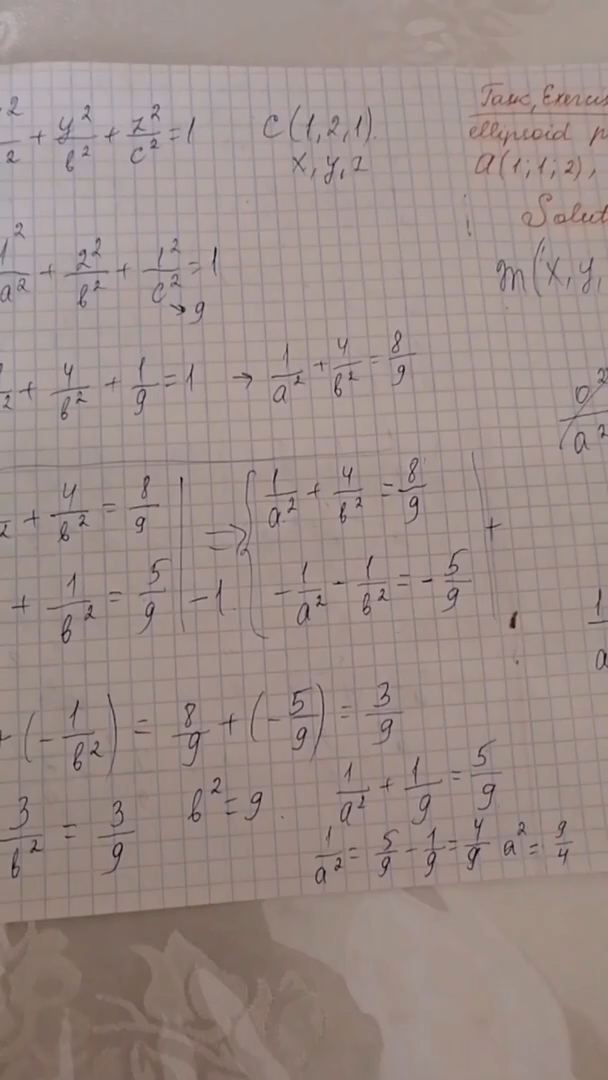 ² + y²/b² + z²/c² = 1
C(1,2,1).
x, y, z
1²/a² + 2²/b² + 1²/c² = 1
→ 9
+ 4/b² + 1/9 = 1 → 1/a² + 4/b² = 8/9
+ 4/b² = 8/9
+ 1/b² = 5/9 | -1
⇒ { 1/a² + 4/b² = 8/9
- 1/a² - 1/b² = - 5/9 | +
+ (- 1/b²) = 8/9 + (- 5/9) = 3/9
3/b² = 3/9
b² = 9.
1/a² + 1/9 = 5/9
1/a² = 5/9 - 1/9 = 4/9 a² = 9/4
ellipsoid
A(1;1;2),
m(x, y,
0²/a²
1
a